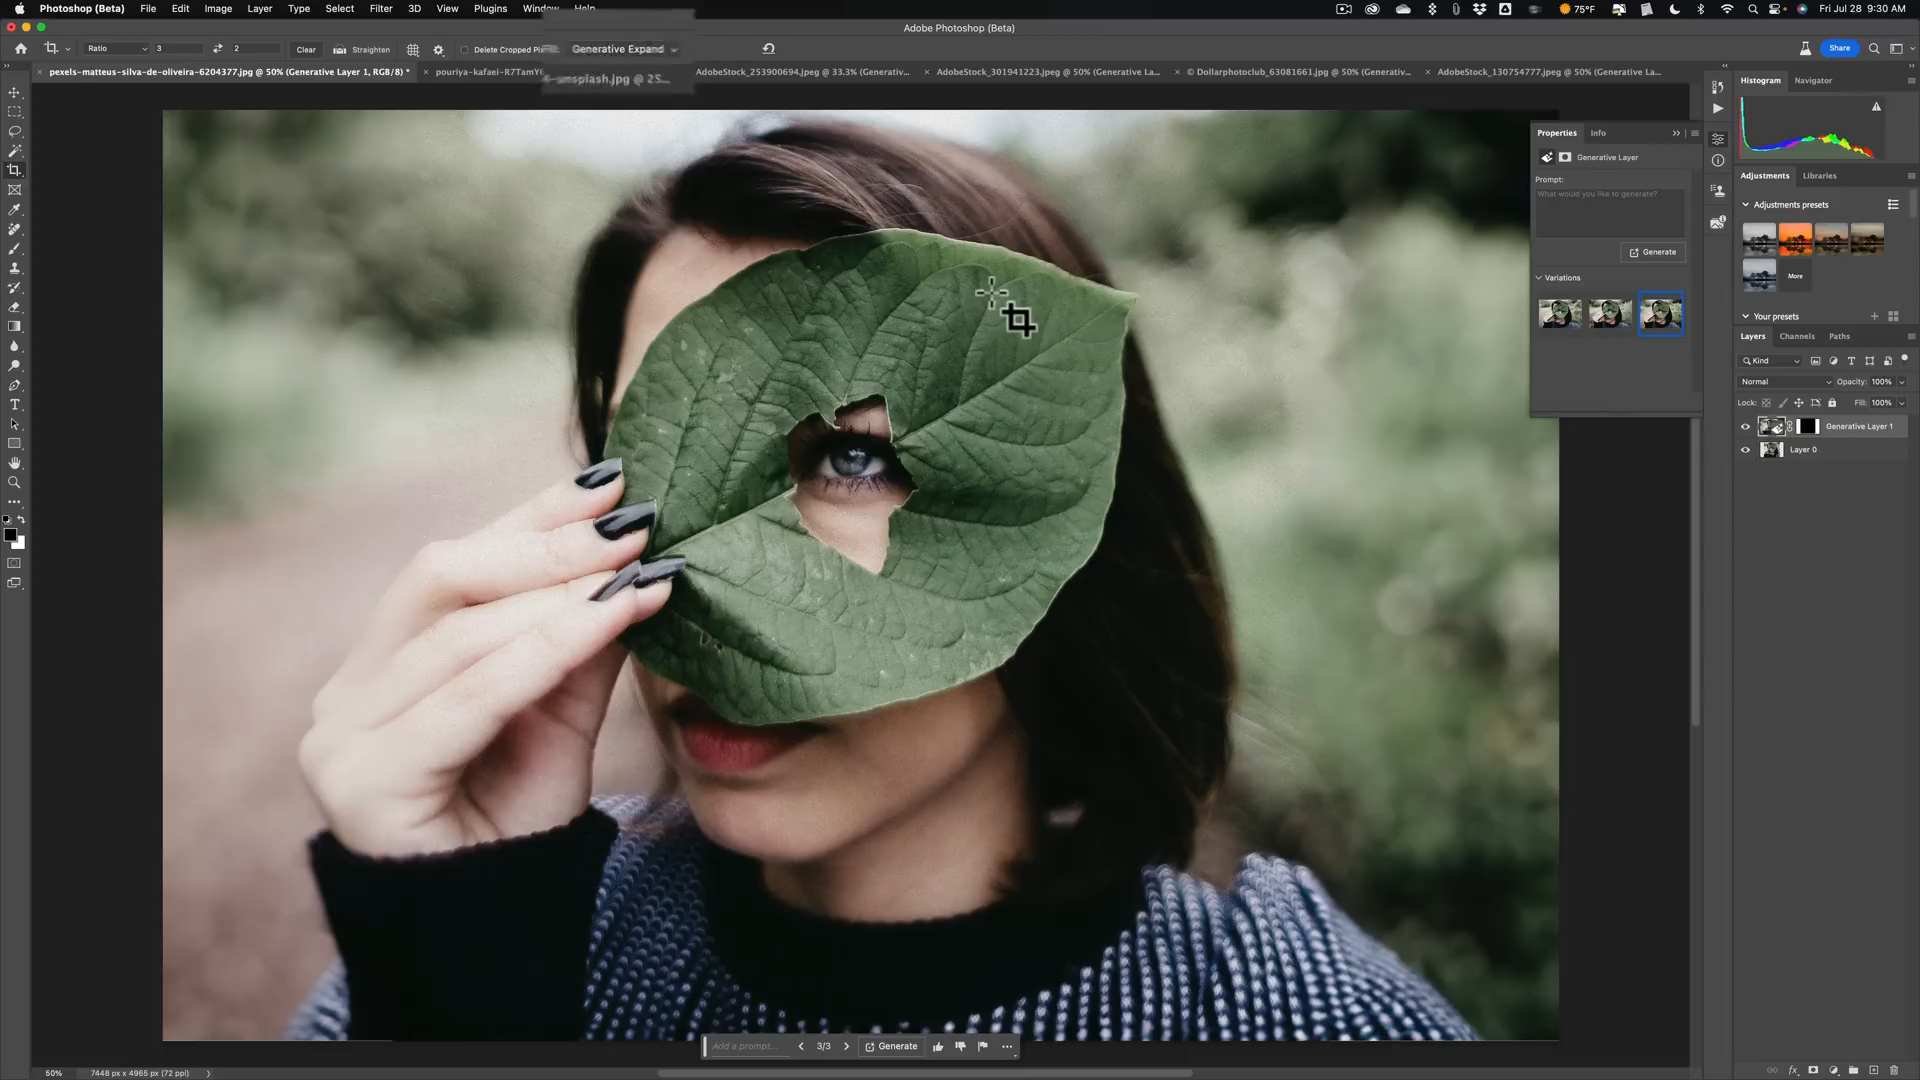 Photoshop (Beta) File Edit Image Layer Type Select Filter 3D View Plugins Window Help
75°F Fri Jul 28 9:30 AM
Adobe Photoshop (Beta)
Ratio 3 2 Clear Straighten Delete Cropped Generative Expand
Share
pexels-matteus-silva-de-oliveira-6204377.jpg @ 50% (Generative Layer 1, RGB/8) * AdobeStock_253900694.jpeg @ 33.3% (Generativ... AdobeStock_301941223.jpeg @ 50% (Generative La... © Dollarphotoclub_63081661.jpg @ 50% (Generativ... AdobeStock_130754777.jpeg @ 50% (Generative La...
Histogram Navigator
Properties Info
Generative Layer
Prompt:
What would you like to generate?
Generate
Variations
Adjustments Libraries
Adjustments presets
More
Your presets
Layers Channels Paths
Kind
Normal Opacity: 100%
Lock: Fill: 100%
Generative Layer 1
Layer 0
Add a prompt... 3/3 Generate
50% 7448 px x 4965 px (72 ppi)